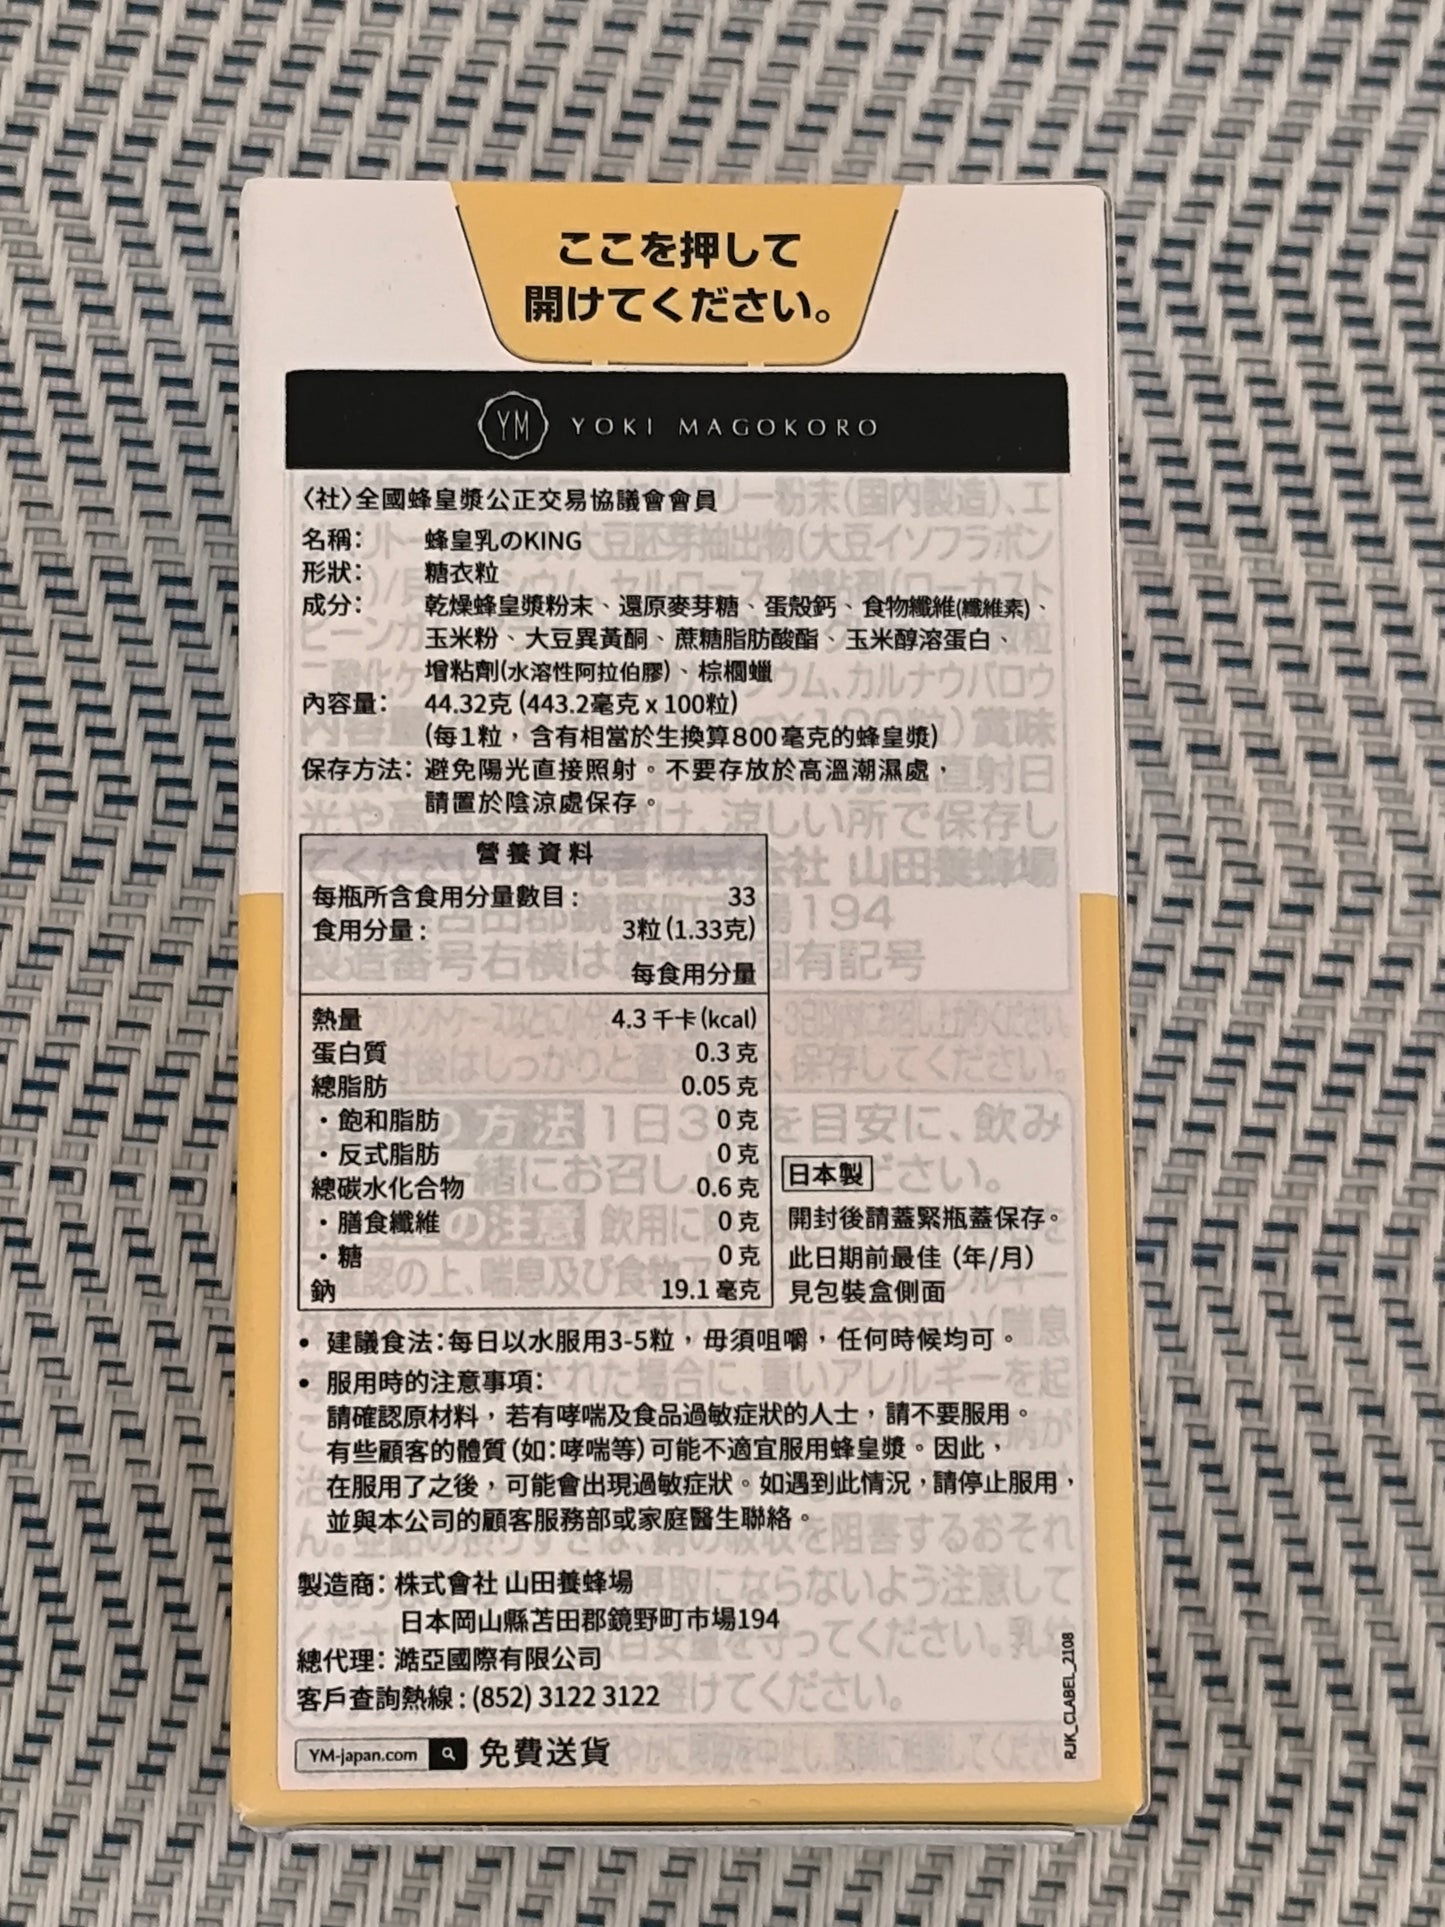 ここを押して
開けてください。
YM YOKI MAGOKORO
〈社〉全國蜂皇漿公正交易協議會會員
名稱： 蜂皇乳のKING
形狀： 糖衣粒
成分： 乾燥蜂皇漿粉末、還原麥芽糖、蛋殼鈣、食物纖維(纖維素)、
玉米粉、大豆異黃酮、蔗糖脂肪酸酯、玉米醇溶蛋白、
增粘劑(水溶性阿拉伯膠)、棕櫚蠟
內容量： 44.32克 (443.2毫克 x 100粒)
(每1粒，含有相當於生換算800毫克的蜂皇漿)
保存方法： 避免陽光直接照射。不要存放於高溫潮濕處，
請置於陰涼處保存。
營養資料
每瓶所含食用分量數目： 33
食用分量： 3粒 (1.33克)
每食用分量
熱量 4.3 千卡 (kcal)
蛋白質 0.3 克
總脂肪 0.05 克
・飽和脂肪 0 克
・反式脂肪 0 克
總碳水化合物 0.6 克
・膳食纖維 0 克
・糖 0 克
鈉 19.1 毫克
日本製
開封後請蓋緊瓶蓋保存。
此日期前最佳（年/月）
見包裝盒側面
• 建議食法：每日以水服用3-5粒，毋須咀嚼，任何時候均可。
• 服用時的注意事項：
請確認原材料，若有哮喘及食品過敏症狀的人士，請不要服用。
有些顧客的體質 (如：哮喘等) 可能不適宜服用蜂皇漿。因此，
在服用了之後，可能會出現過敏症狀。如遇到此情況，請停止服用，
並與本公司的顧客服務部或家庭醫生聯絡。
製造商： 株式會社 山田養蜂場
日本岡山縣苫田郡鏡野町市場194
總代理： 澔亞國際有限公司
客戶查詢熱線： (852) 3122 3122
YM-japan.com 免費送貨
RJK_CLABEL_2108